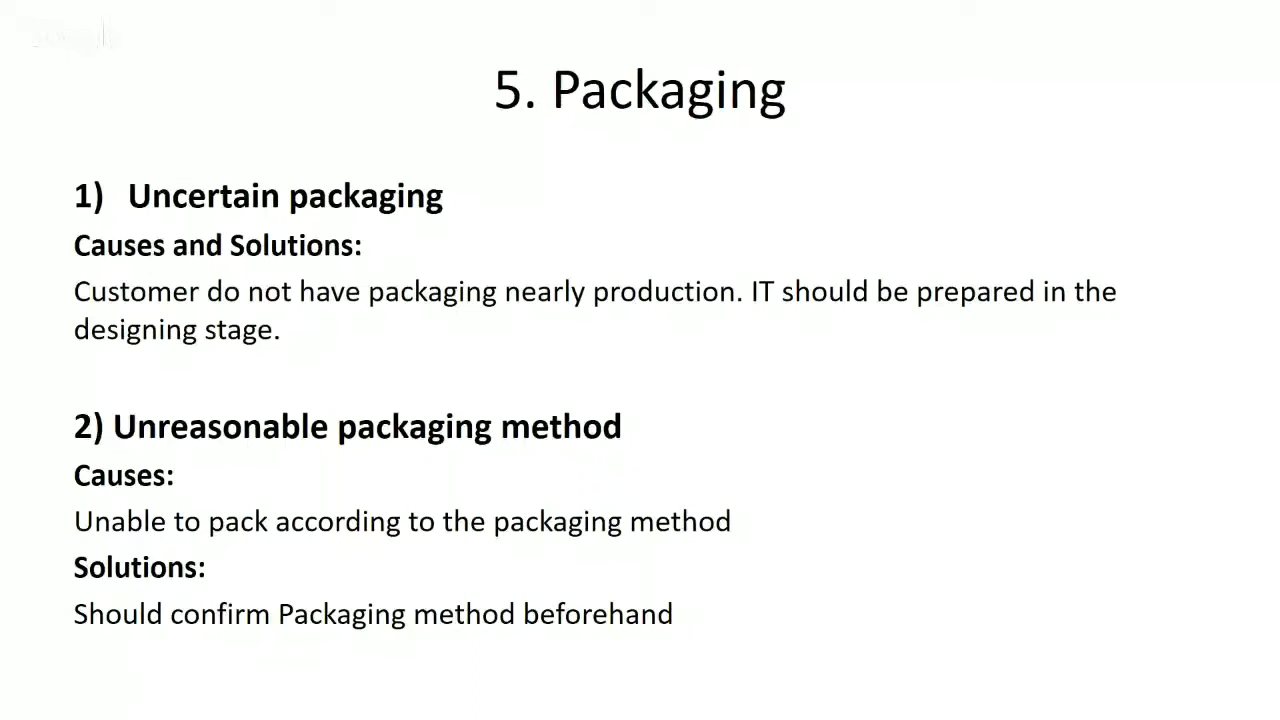 5. Packaging
1) Uncertain packaging
Causes and Solutions:
Customer do not have packaging nearly production. IT should be prepared in the
designing stage.
2) Unreasonable packaging method
Causes:
Unable to pack according to the packaging method
Solutions:
Should confirm Packaging method beforehand